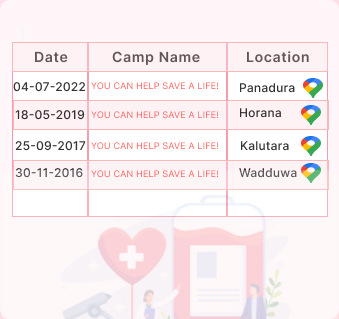 Date Camp Name Location
04-07-2022 YOU CAN HELP SAVE A LIFE! Panadura
18-05-2019 YOU CAN HELP SAVE A LIFE! Horana
25-09-2017 YOU CAN HELP SAVE A LIFE! Kalutara
30-11-2016 YOU CAN HELP SAVE A LIFE! Wadduwa